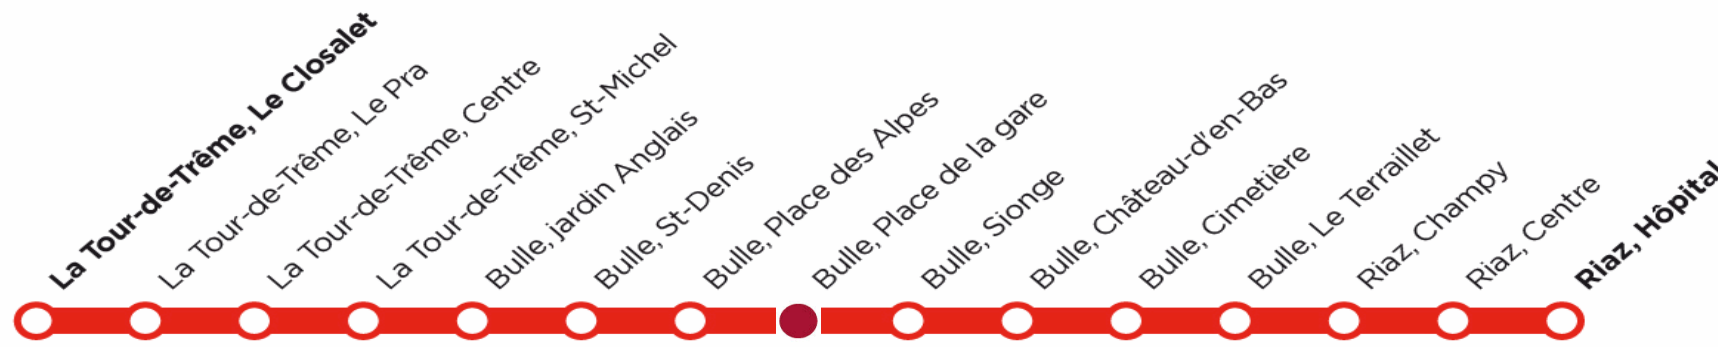 La Tour-de-Trême, Le Closalet
La Tour-de-Trême, Le Pra
La Tour-de-Trême, Centre
La Tour-de-Trême, St-Michel
Bulle, jardin Anglais
Bulle, St-Denis
Bulle, Place des Alpes
Bulle, Place de la gare
Bulle, Sionge
Bulle, Château-d'en-Bas
Bulle, Cimetière
Bulle, Le Terraillet
Riaz, Champy
Riaz, Centre
Riaz, Hôpital